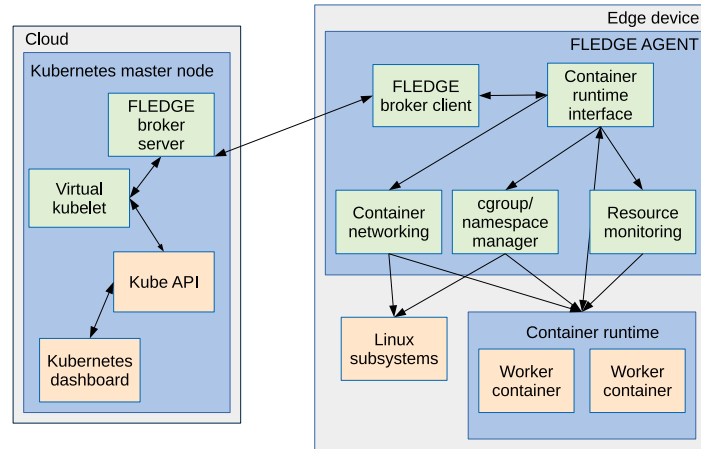 Cloud
Kubernetes master node
FLEDGE
broker
server
Virtual
kubelet
Kube API
Kubernetes
dashboard
Edge device
FLEDGE AGENT
FLEDGE
broker client
Container
runtime
interface
Container
networking
cgroup/
namespace
manager
Resource
monitoring
Linux
subsystems
Container runtime
Worker
container
Worker
container